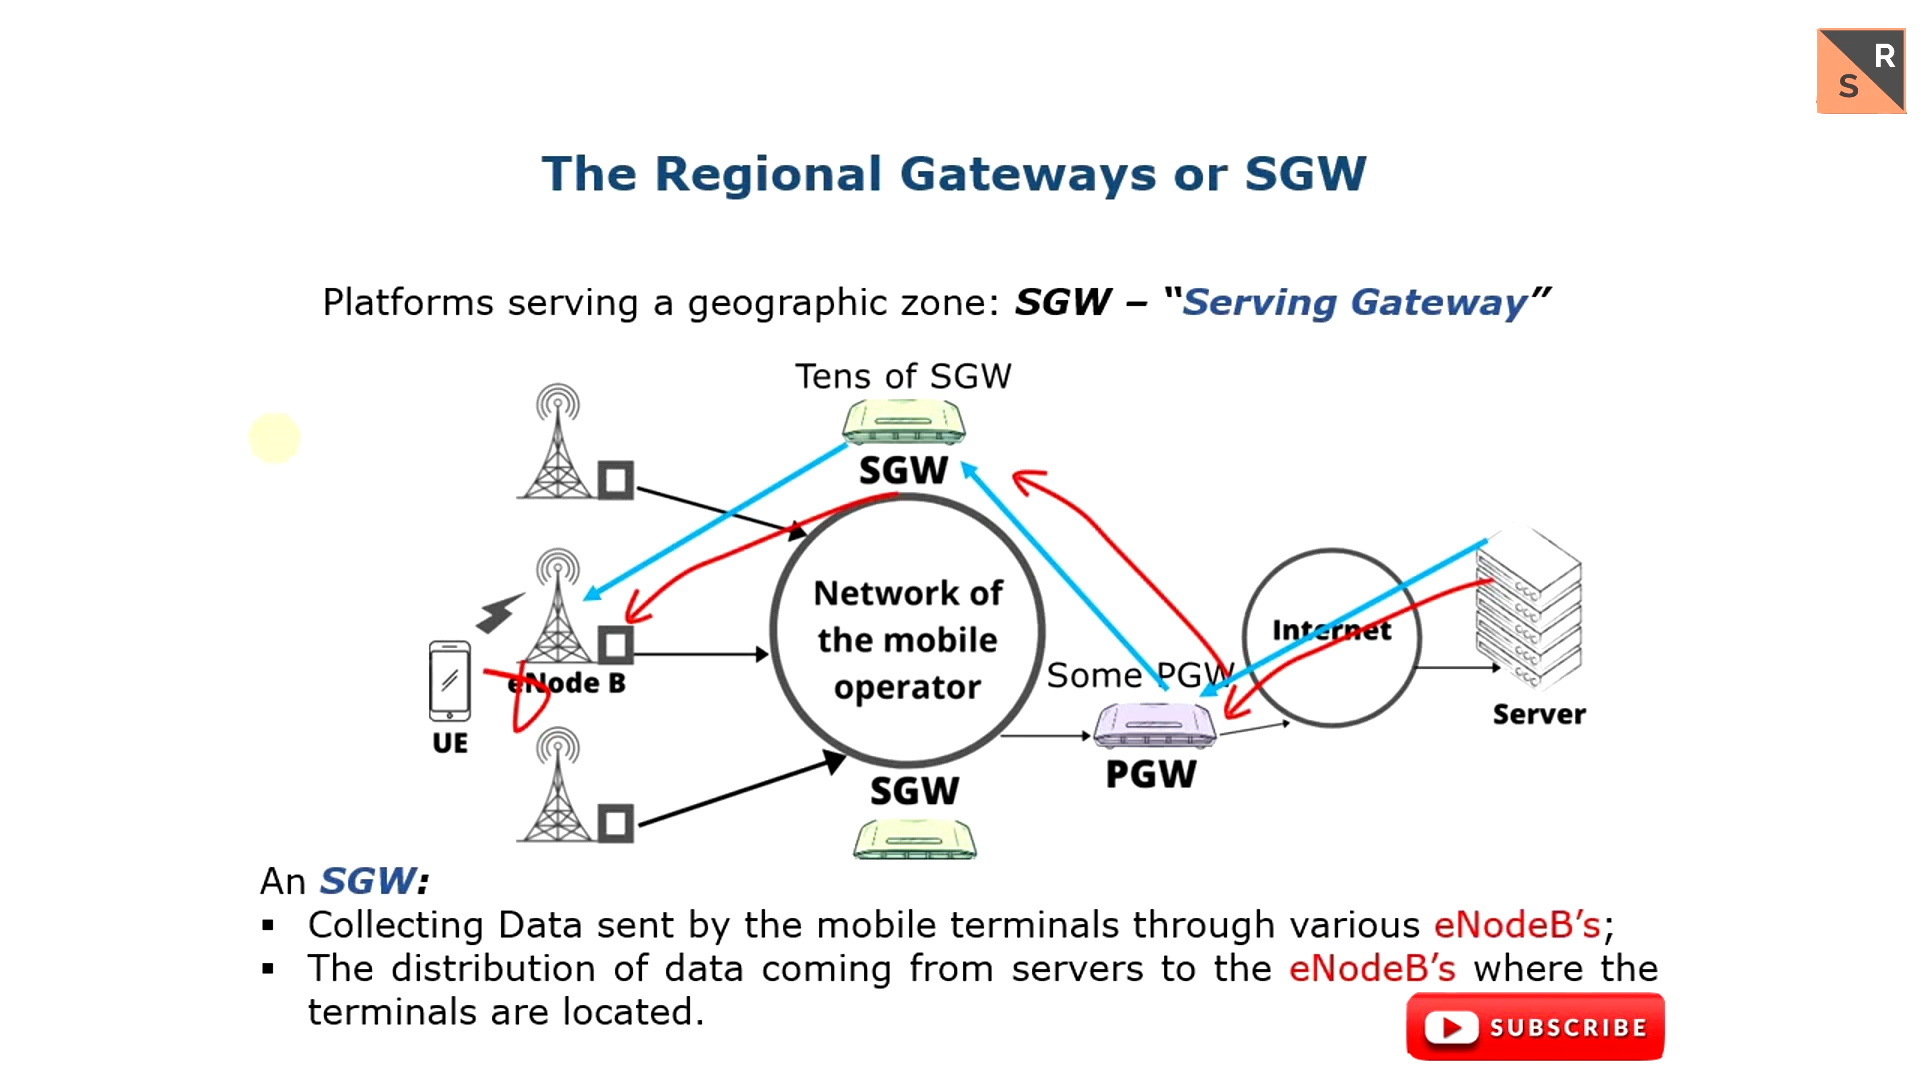 R
S
The Regional Gateways or SGW
Platforms serving a geographic zone: SGW – “Serving Gateway”
Tens of SGW
SGW
Network of
the mobile
operator
Internet
Some PGW
eNode B
UE
Server
PGW
SGW
An SGW:
▪ Collecting Data sent by the mobile terminals through various eNodeB’s;
▪ The distribution of data coming from servers to the eNodeB’s where the
terminals are located.
SUBSCRIBE